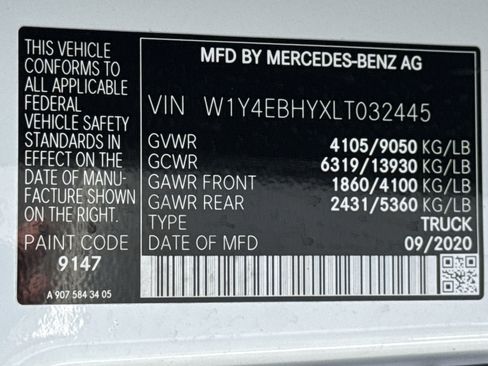 THIS VEHICLE
CONFORMS TO
ALL APPLICABLE
FEDERAL MOTOR
VEHICLE SAFETY
STANDARDS IN
EFFECT ON THE
DATE OF MANU-
FACTURE SHOWN
ON THE RIGHT.
PAINT CODE
9147
A 907 584 34 05
MFD BY MERCEDES-BENZ AG
VIN W1Y4EBHYXLT032445
GVWR 4105/9050 KG/LB
GCWR 6319/13930 KG/LB
GAWR FRONT 1860/4100 KG/LB
GAWR REAR 2431/5360 KG/LB
TYPE TRUCK
DATE OF MFD 09/2020